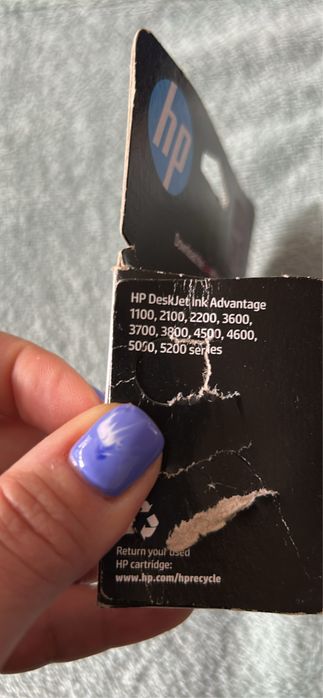 hp
HP DeskJet Ink Advantage
1100, 2100, 2200, 3600,
3700, 3800, 4500, 4600,
5000, 5200 series
Return your used
HP cartridge:
www.hp.com/hprecycle